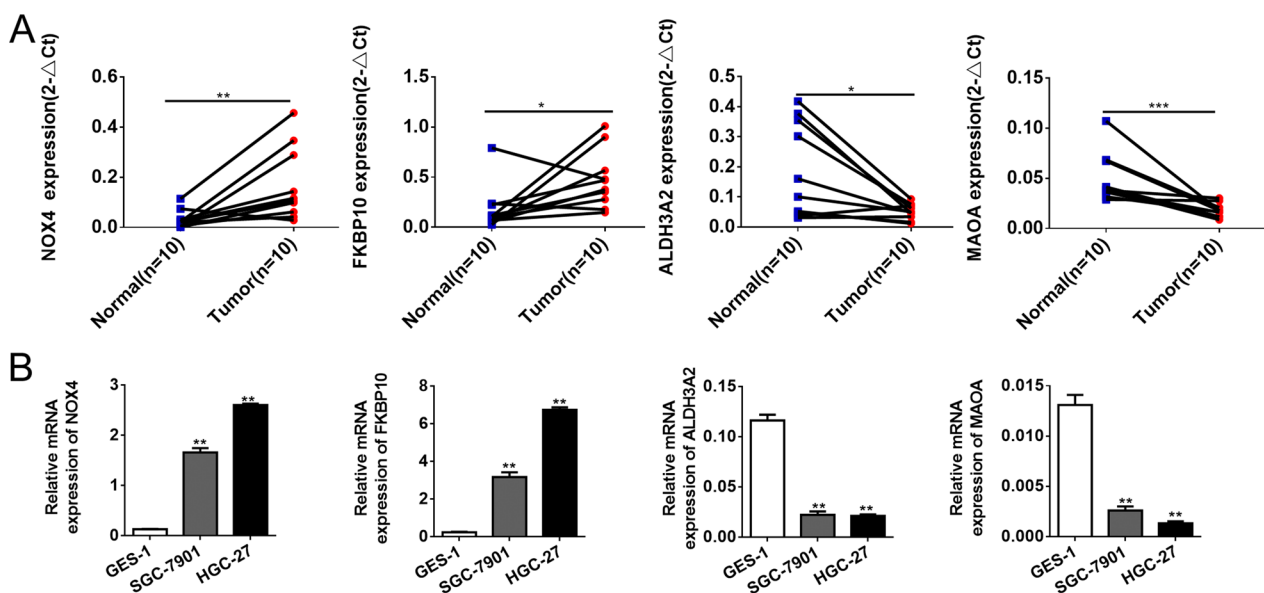 A
NOX4 expression(2-△Ct)
0.6
0.4
0.2
0.0
**
Normal(n=10)
Tumor(n=10)
FKBP10 expression(2-△Ct)
1.5
1.0
0.5
0.0
*
Normal(n=10)
Tumor(n=10)
ALDH3A2 expression(2-△Ct)
0.5
0.4
0.3
0.2
0.1
0.0
*
Normal(n=10)
Tumor(n=10)
MAOA expression(2-△Ct)
0.15
0.10
0.05
0.00
***
Normal(n=10)
Tumor(n=10)
B
Relative mRNA
expression of NOX4
3
2
1
0
**
**
GES-1
SGC-7901
HGC-27
Relative mRNA
expression of FKBP10
8
6
4
2
0
**
**
GES-1
SGC-7901
HGC-27
Relative mRNA
expression of ALDH3A2
0.15
0.10
0.05
0.00
**
**
GES-1
SGC-7901
HGC-27
Relative mRNA
expression of MAOA
0.015
0.010
0.005
0.000
**
**
GES-1
SGC-7901
HGC-27